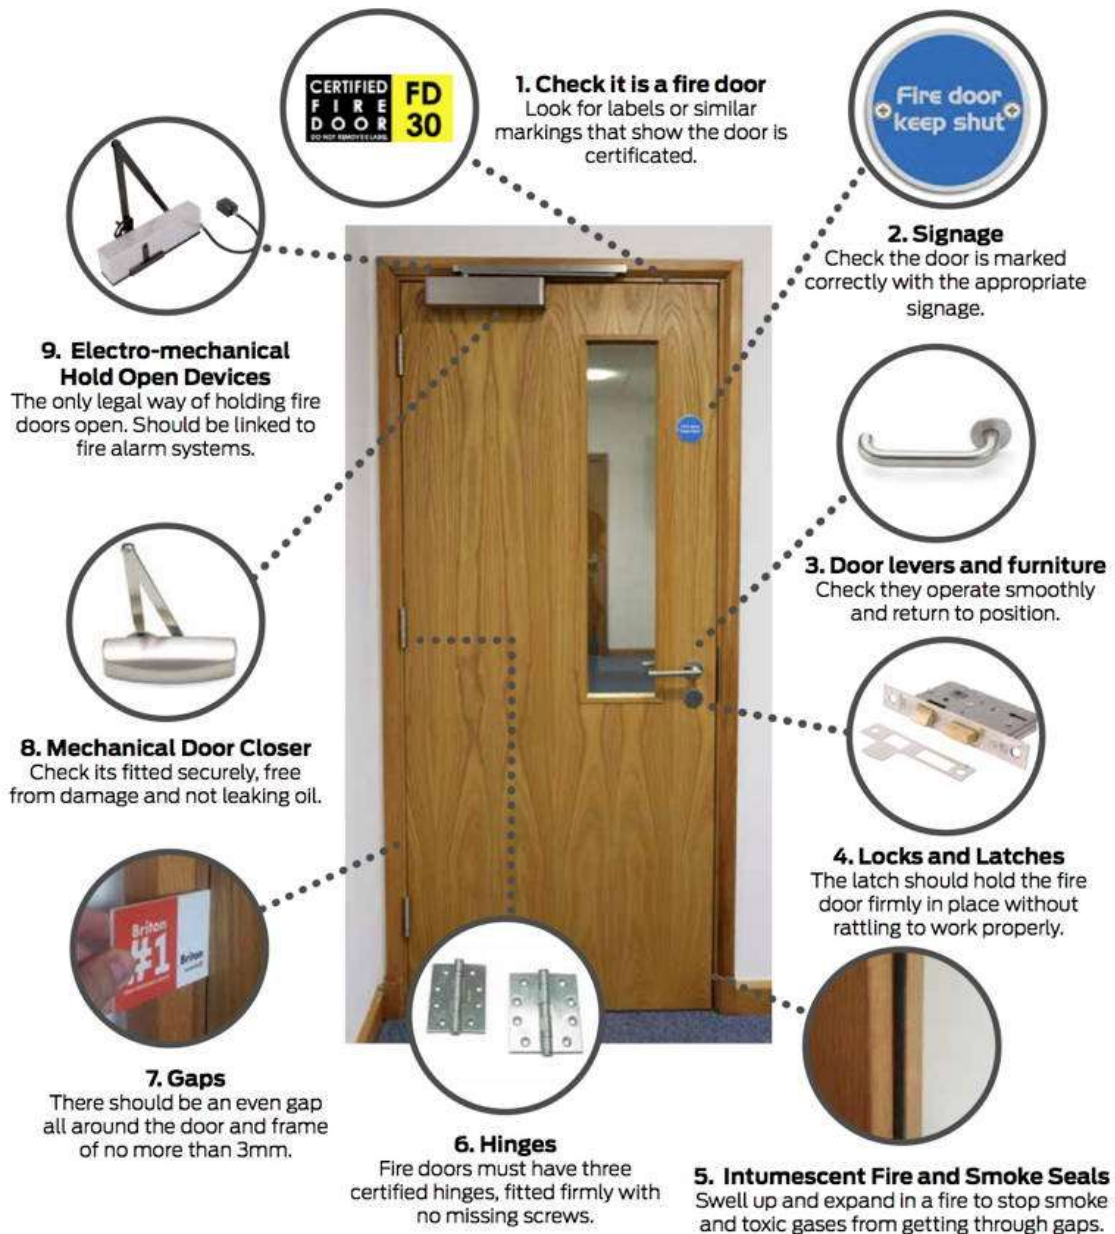 CERTIFIED
FIRE
DOOR
DO NOT REMOVE LABEL
FD
30
1. Check it is a fire door
Look for labels or similar
markings that show the door is
certificated.
Fire door
keep shut
2. Signage
Check the door is marked
correctly with the appropriate
signage.
3. Door levers and furniture
Check they operate smoothly
and return to position.
4. Locks and Latches
The latch should hold the fire
door firmly in place without
rattling to work properly.
5. Intumescent Fire and Smoke Seals
Swell up and expand in a fire to stop smoke
and toxic gases from getting through gaps.
6. Hinges
Fire doors must have three
certified hinges, fitted firmly with
no missing screws.
Briton
#1
Briton
7. Gaps
There should be an even gap
all around the door and frame
of no more than 3mm.
8. Mechanical Door Closer
Check its fitted securely, free
from damage and not leaking oil.
9. Electro-mechanical
Hold Open Devices
The only legal way of holding fire
doors open. Should be linked to
fire alarm systems.